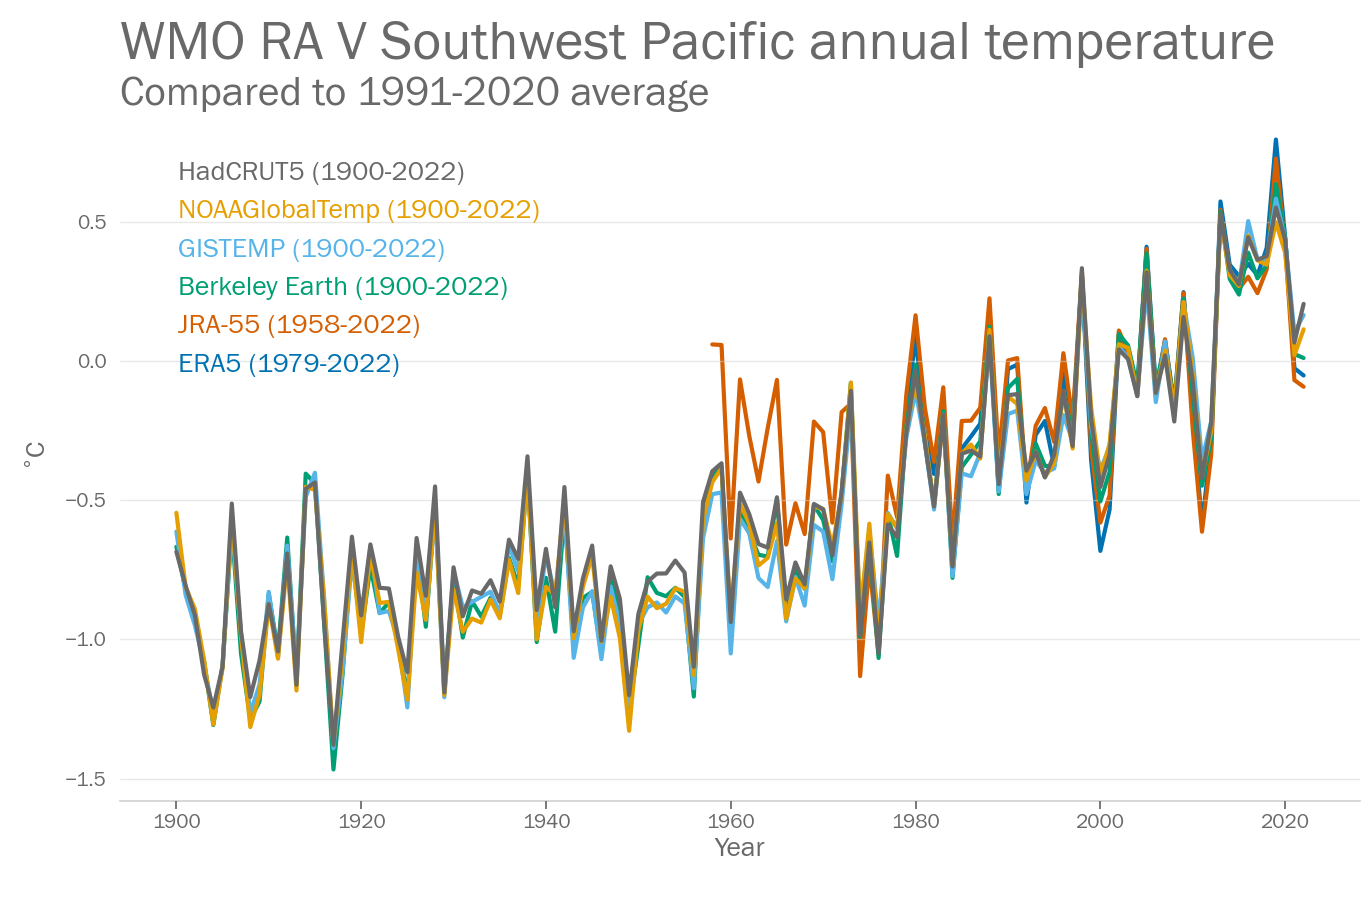 WMO RA V Southwest Pacific annual temperature
Compared to 1991-2020 average
HadCRUT5 (1900-2022)
NOAAGlobalTemp (1900-2022)
GISTEMP (1900-2022)
Berkeley Earth (1900-2022)
JRA-55 (1958-2022)
ERA5 (1979-2022)
0.5
0.0
−0.5
−1.0
−1.5
°C
1900 1920 1940 1960 1980 2000 2020
Year